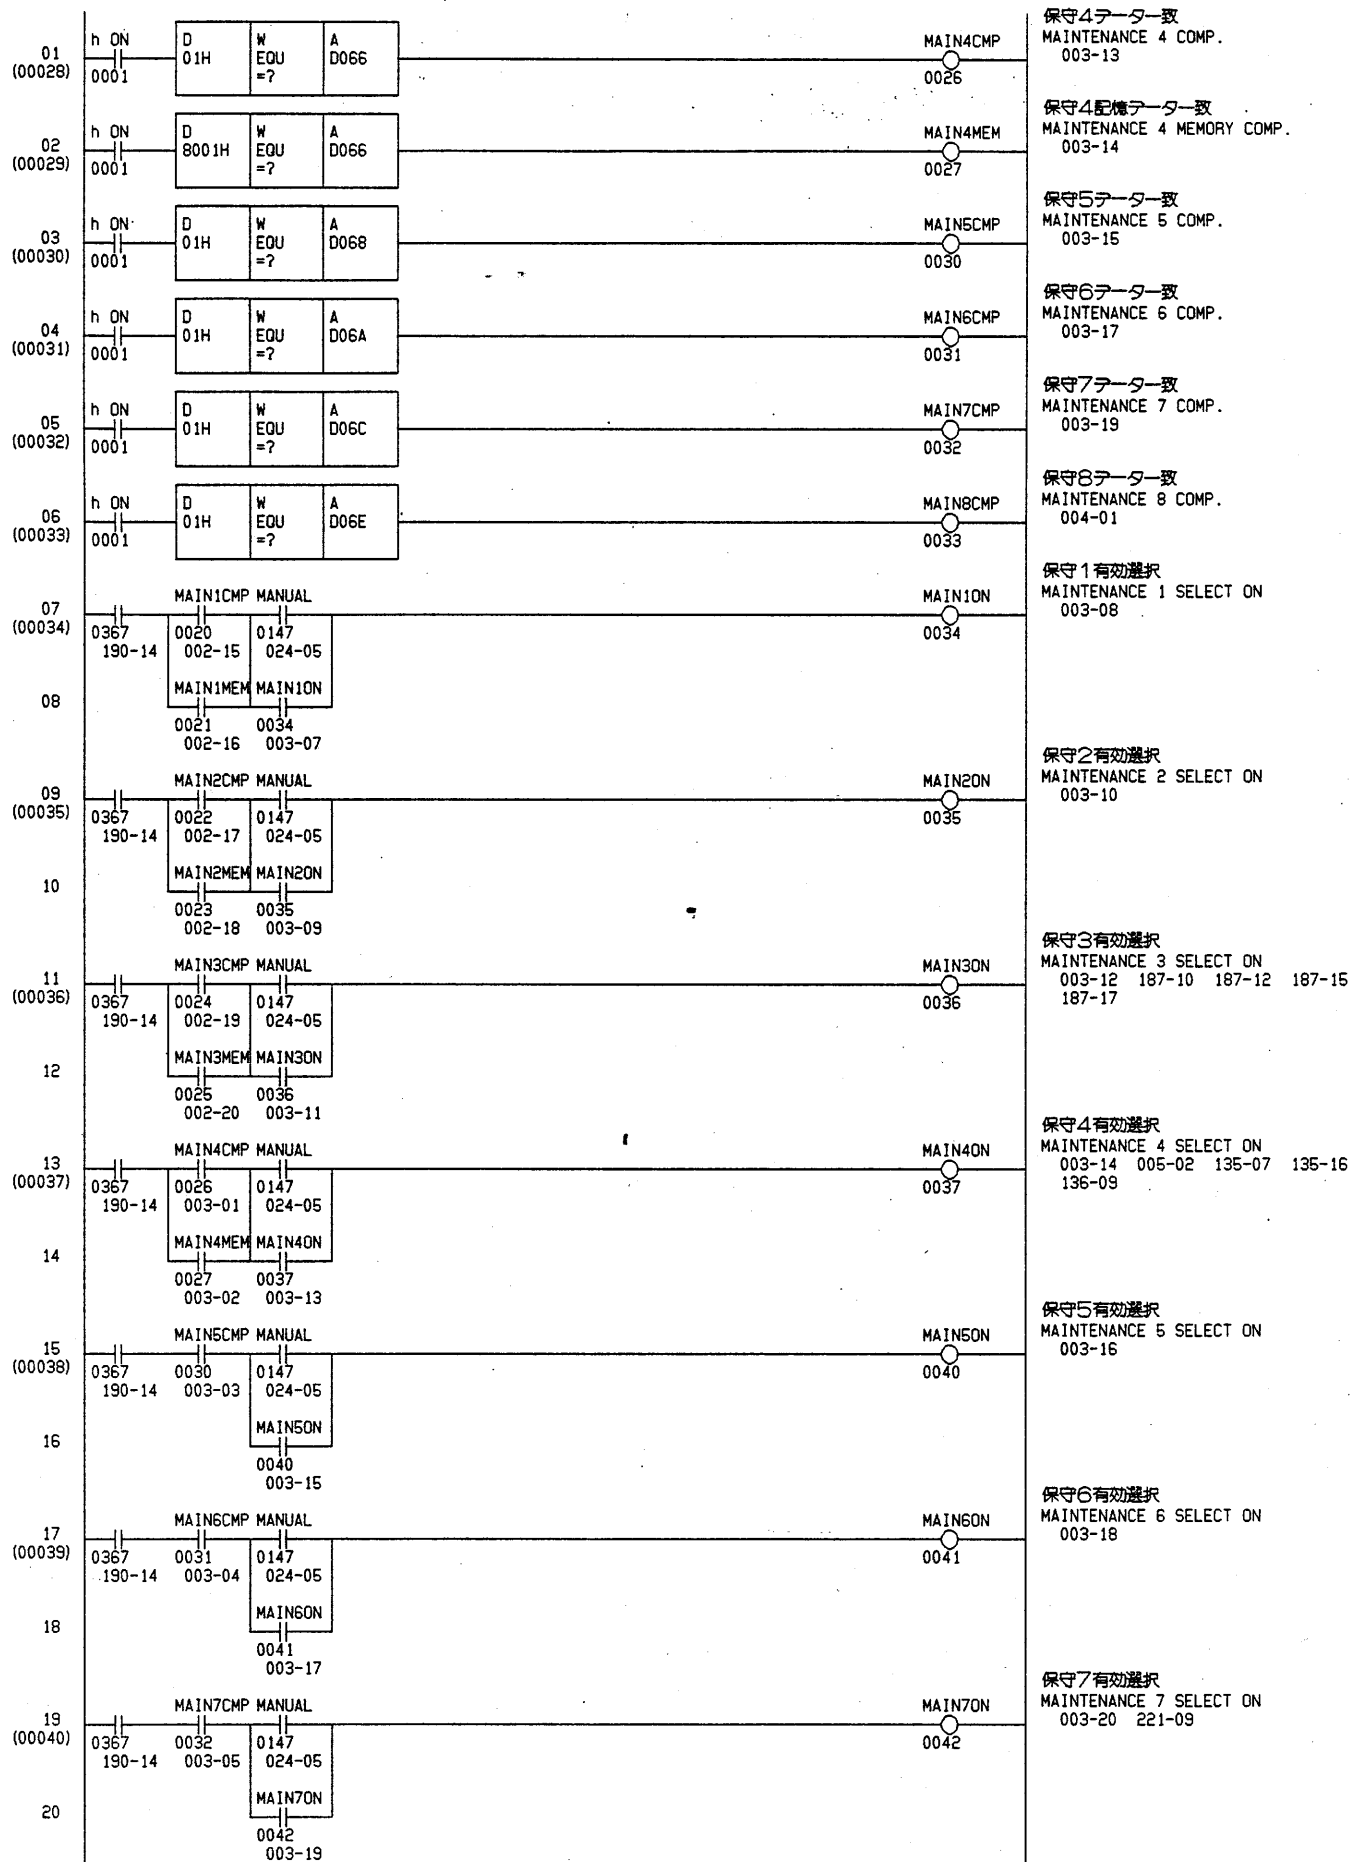 保守4データ一致
h ON D W A MAIN4CMP MAINTENANCE 4 COMP.
01 01H EQU D066 003-13
(00028) 0001 =? 0026
保守4記憶データ一致
h ON D W A MAIN4MEM MAINTENANCE 4 MEMORY COMP.
02 8001H EQU D066 003-14
(00029) 0001 =? 0027
保守5データ一致
h ON D W A MAIN5CMP MAINTENANCE 5 COMP.
03 01H EQU D068 003-15
(00030) 0001 =? 0030
保守6データ一致
h ON D W A MAIN6CMP MAINTENANCE 6 COMP.
04 01H EQU D06A 003-17
(00031) 0001 =? 0031
保守7データ一致
h ON D W A MAIN7CMP MAINTENANCE 7 COMP.
05 01H EQU D06C 003-19
(00032) 0001 =? 0032
保守8データ一致
h ON D W A MAIN8CMP MAINTENANCE 8 COMP.
06 01H EQU D06E 004-01
(00033) 0001 =? 0033
保守1有効選択
MAIN1CMP MANUAL MAIN1ON MAINTENANCE 1 SELECT ON
07 003-08
(00034) 0367 0020 0147 0034
190-14 002-15 024-05
MAIN1MEM MAIN1ON
08
0021 0034
002-16 003-07
保守2有効選択
MAIN2CMP MANUAL MAIN2ON MAINTENANCE 2 SELECT ON
09 003-10
(00035) 0367 0022 0147 0035
190-14 002-17 024-05
MAIN2MEM MAIN2ON
10
0023 0035
002-18 003-09
保守3有効選択
MAIN3CMP MANUAL MAIN3ON MAINTENANCE 3 SELECT ON
11 003-12 187-10 187-12 187-15
(00036) 0367 0024 0147 0036 187-17
190-14 002-19 024-05
MAIN3MEM MAIN3ON
12
0025 0036
002-20 003-11
保守4有効選択
MAIN4CMP MANUAL MAIN4ON MAINTENANCE 4 SELECT ON
13 003-14 005-02 135-07 135-16
(00037) 0367 0026 0147 0037 136-09
190-14 003-01 024-05
MAIN4MEM MAIN4ON
14
0027 0037
003-02 003-13
保守5有効選択
MAIN5CMP MANUAL MAIN5ON MAINTENANCE 5 SELECT ON
15 003-16
(00038) 0367 0030 0147 0040
190-14 003-03 024-05
MAIN5ON
16
0040
003-15
保守6有効選択
MAIN6CMP MANUAL MAIN6ON MAINTENANCE 6 SELECT ON
17 003-18
(00039) 0367 0031 0147 0041
190-14 003-04 024-05
MAIN6ON
18
0041
003-17
保守7有効選択
MAIN7CMP MANUAL MAIN7ON MAINTENANCE 7 SELECT ON
19 003-20 221-09
(00040) 0367 0032 0147 0042
190-14 003-05 024-05
MAIN7ON
20
0042
003-19